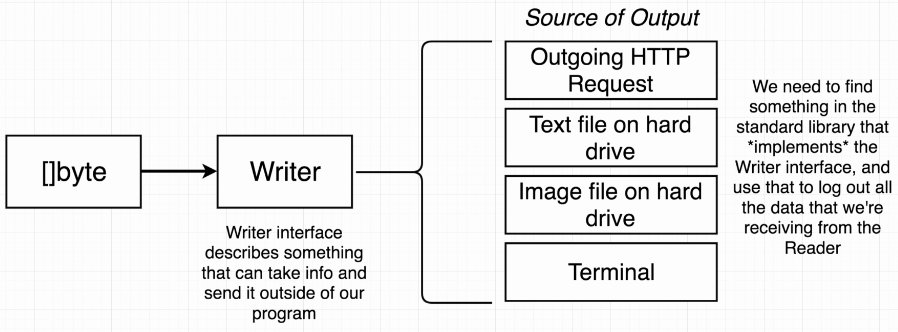 Source of Output
Outgoing HTTP
Request
Text file on hard
drive
Image file on hard
drive
Terminal
[]byte
Writer
Writer interface
describes something
that can take info and
send it outside of our
program
We need to find
something in the
standard library that
*implements* the
Writer interface, and
use that to log out all
the data that we're
receiving from the
Reader